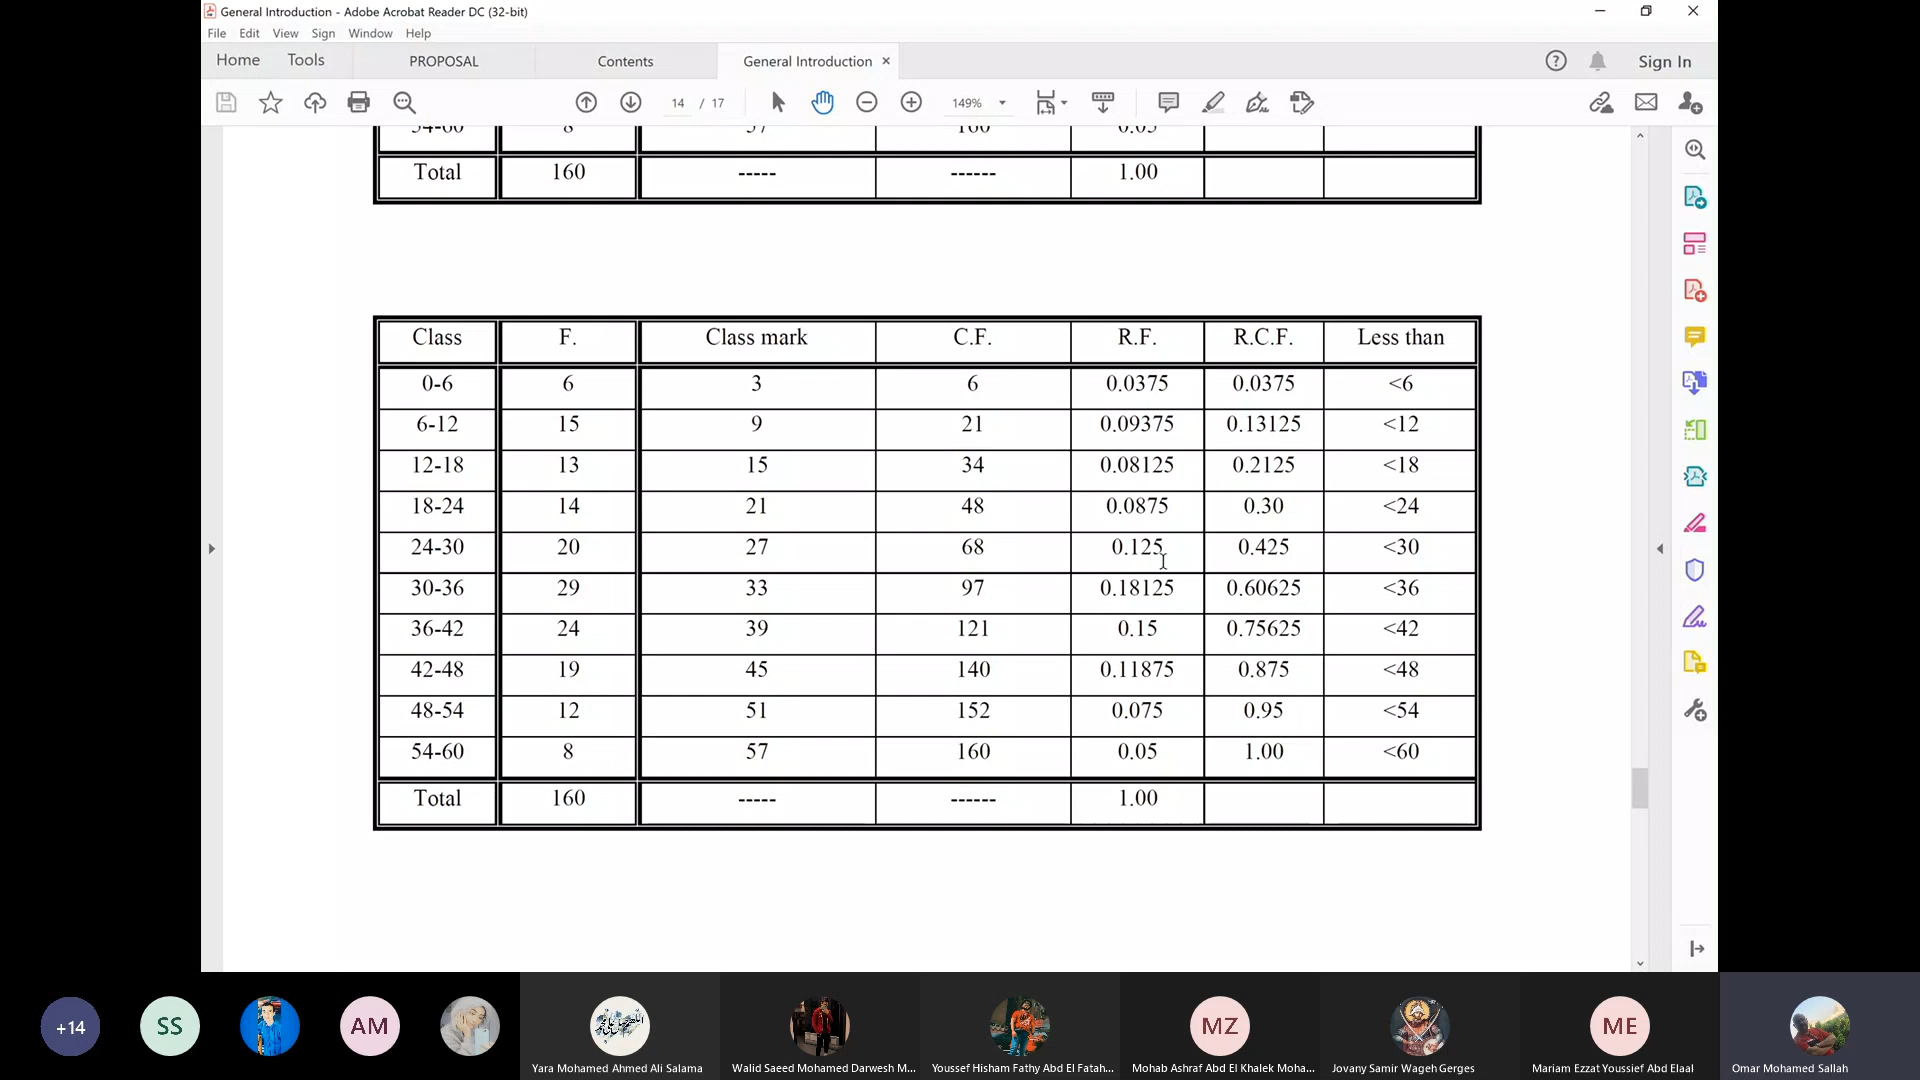 General Introduction - Adobe Acrobat Reader DC (32-bit)
File Edit View Sign Window Help
Home Tools PROPOSAL Contents General Introduction × Sign In
14 / 17 149%
54-60 8 57 160 0.05
Total 160 ----- ------ 1.00
Class F. Class mark C.F. R.F. R.C.F. Less than
0-6 6 3 6 0.0375 0.0375 <6
6-12 15 9 21 0.09375 0.13125 <12
12-18 13 15 34 0.08125 0.2125 <18
18-24 14 21 48 0.0875 0.30 <24
24-30 20 27 68 0.125 0.425 <30
30-36 29 33 97 0.18125 0.60625 <36
36-42 24 39 121 0.15 0.75625 <42
42-48 19 45 140 0.11875 0.875 <48
48-54 12 51 152 0.075 0.95 <54
54-60 8 57 160 0.05 1.00 <60
Total 160 ----- ------ 1.00
+14 SS AM MZ ME
Yara Mohamed Ahmed Ali Salama Walid Saeed Mohamed Darwesh M... Youssef Hisham Fathy Abd El Fatah... Mohab Ashraf Abd El Khalek Moha... Jovany Samir Wageh Gerges Mariam Ezzat Youssief Abd Elaal Omar Mohamed Sallah